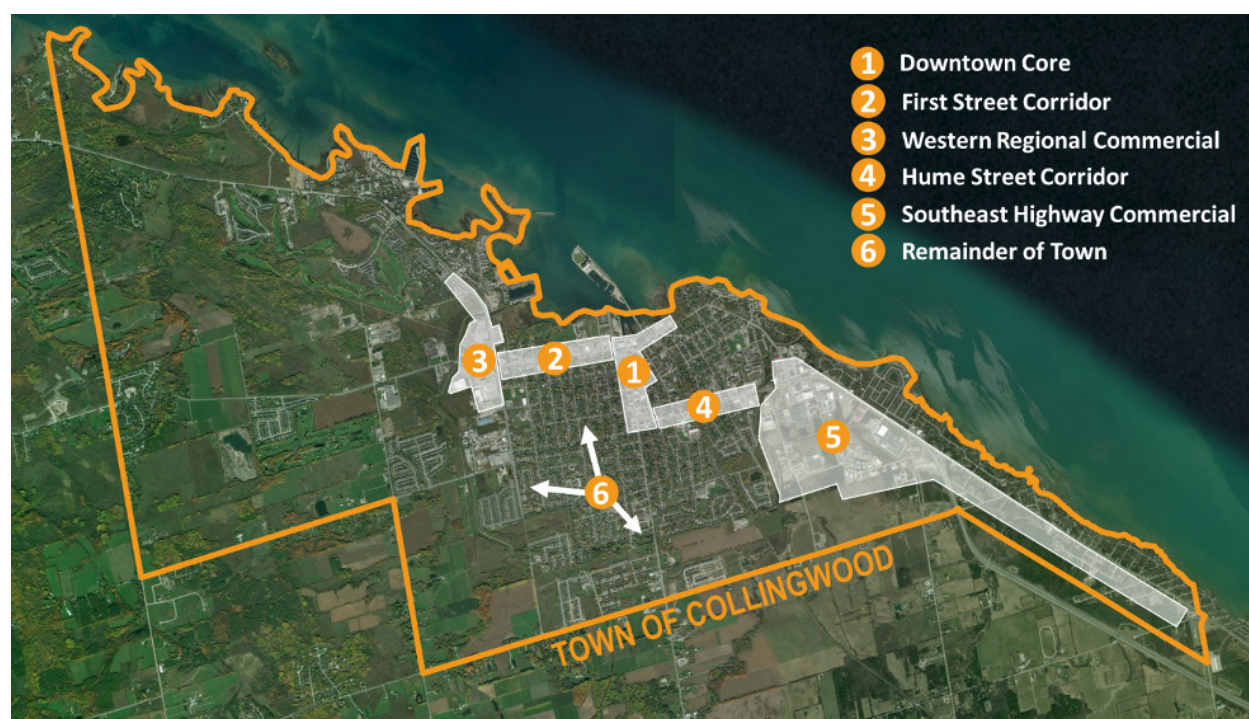 1 Downtown Core
2 First Street Corridor
3 Western Regional Commercial
4 Hume Street Corridor
5 Southeast Highway Commercial
6 Remainder of Town
3
2
1
4
5
6
TOWN OF COLLINGWOOD